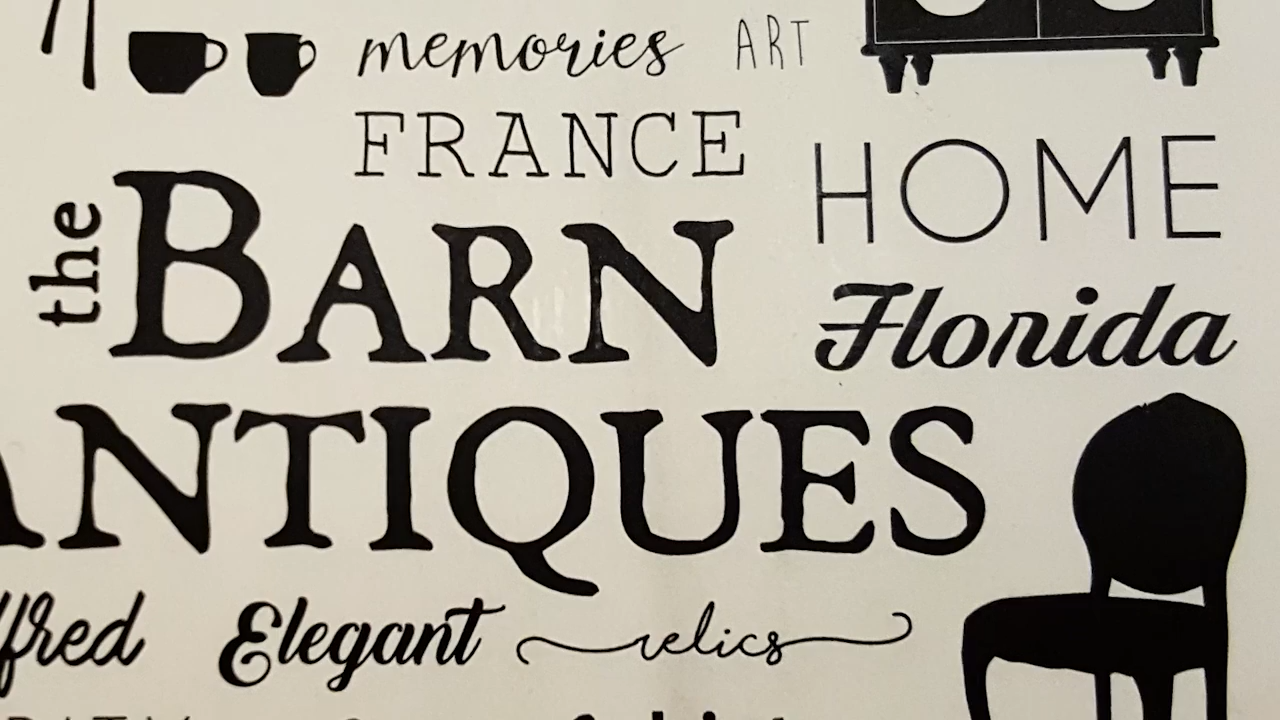 memories ART
FRANCE
HOME
the BARN
Florida
ANTIQUES
Elegant relics